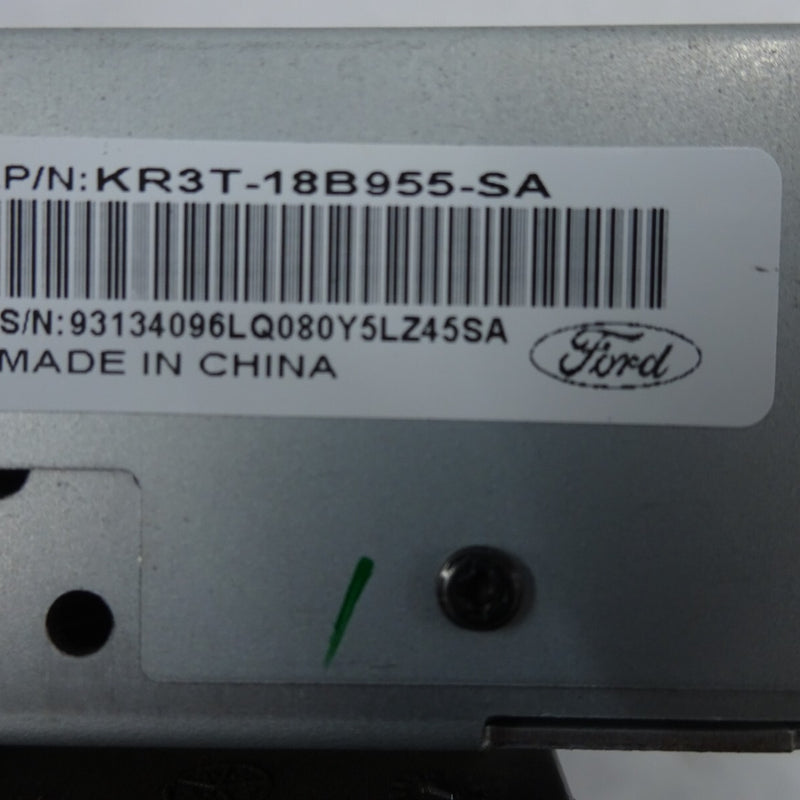 P/N:KR3T-18B955-SA
S/N:93134096LQ080Y5LZ45SA
MADE IN CHINA
Ford